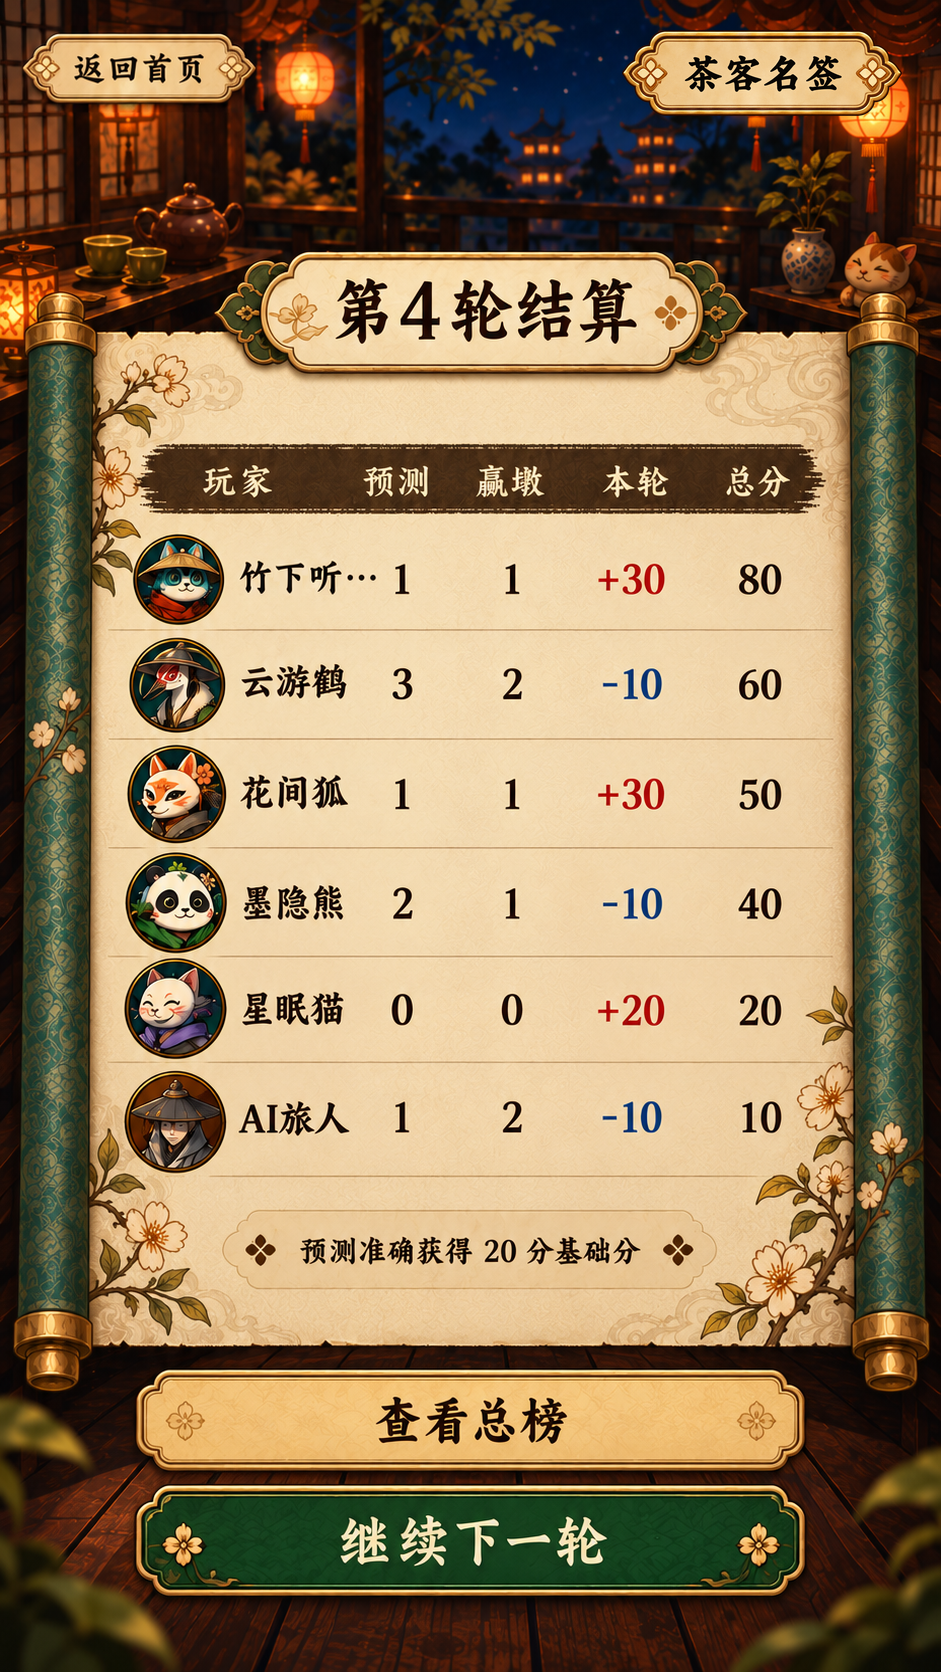 返回首页
茶客名签
第4轮结算
玩家 预测 赢墩 本轮 总分
竹下听… 1 1 +30 80
云游鹤 3 2 -10 60
花间狐 1 1 +30 50
墨隐熊 2 1 -10 40
星眠猫 0 0 +20 20
AI旅人 1 2 -10 10
预测准确获得 20 分基础分
查看总榜
继续下一轮